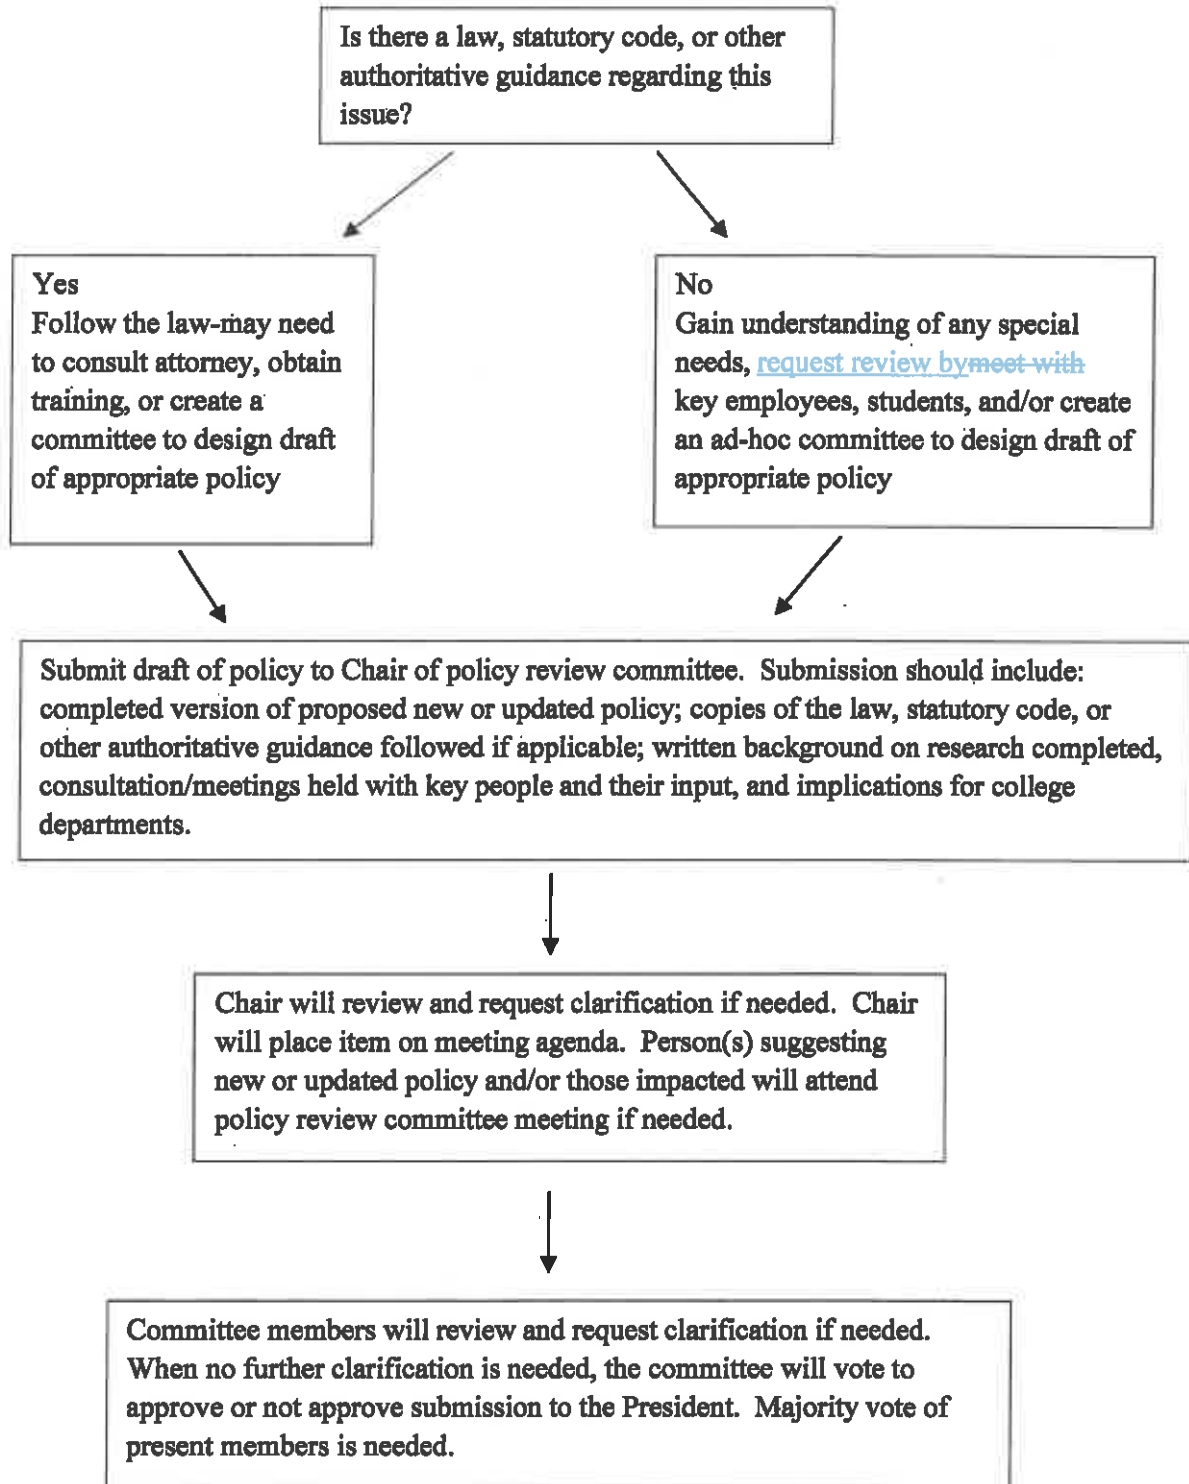 Is there a law, statutory code, or other
authoritative guidance regarding this
issue?
Yes
Follow the law-may need
to consult attorney, obtain
training, or create a
committee to design draft
of appropriate policy
No
Gain understanding of any special
needs, request review bymeet with
key employees, students, and/or create
an ad-hoc committee to design draft of
appropriate policy
Submit draft of policy to Chair of policy review committee.  Submission should include:
completed version of proposed new or updated policy; copies of the law, statutory code, or
other authoritative guidance followed if applicable; written background on research completed,
consultation/meetings held with key people and their input, and implications for college
departments.
Chair will review and request clarification if needed.  Chair
will place item on meeting agenda.  Person(s) suggesting
new or updated policy and/or those impacted will attend
policy review committee meeting if needed.
Committee members will review and request clarification if needed.
When no further clarification is needed, the committee will vote to
approve or not approve submission to the President.  Majority vote of
present members is needed.